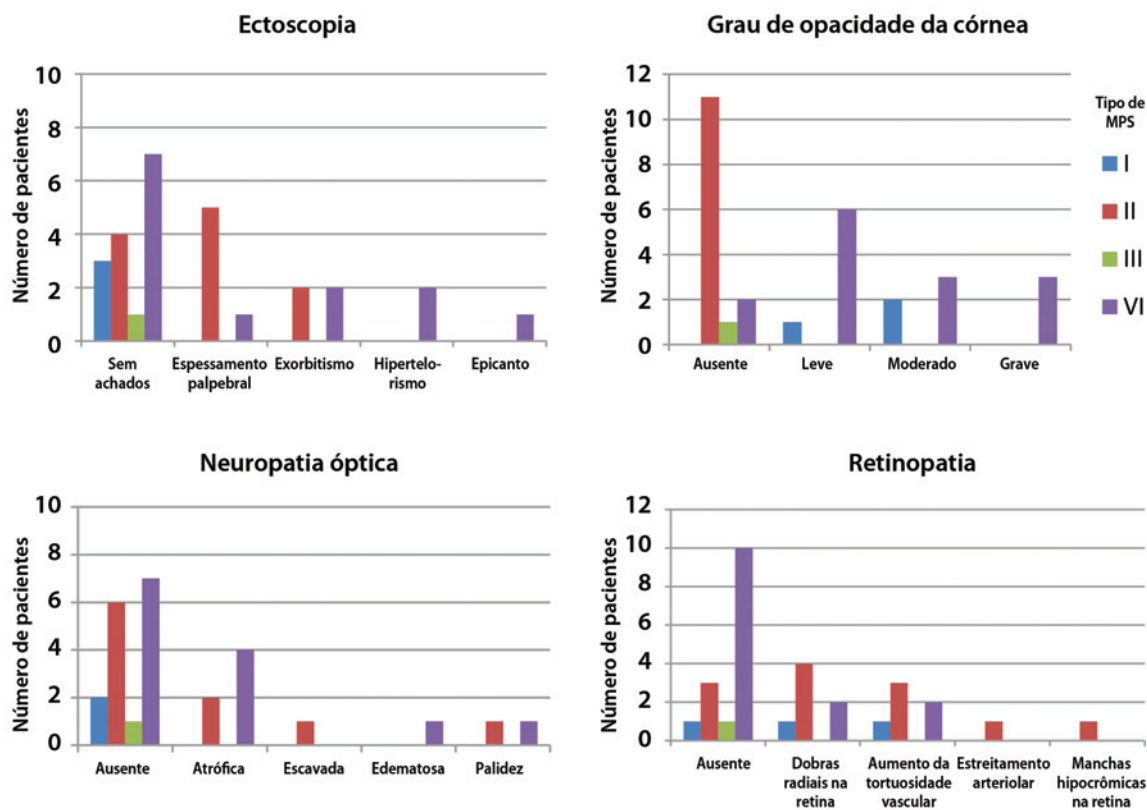 Ectoscopia
Número de pacientes
10
8
6
4
2
0
Sem
achados
Espessamento
palpebral
Exorbitismo
Hipertelo-
rismo
Epicanto
Grau de opacidade da córnea
Número de pacientes
12
10
8
6
4
2
0
Ausente
Leve
Moderado
Grave
Tipo de
MPS
I
II
III
VI
Neuropatia óptica
Número de pacientes
10
8
6
4
2
0
Ausente
Atrófica
Escavada
Edematosa
Palidez
Retinopatia
Número de pacientes
12
10
8
6
4
2
0
Ausente
Dobras
radiais na
retina
Aumento da
tortuosidade
vascular
Estreitamento
arteriolar
Manchas
hipocrômicas
na retina